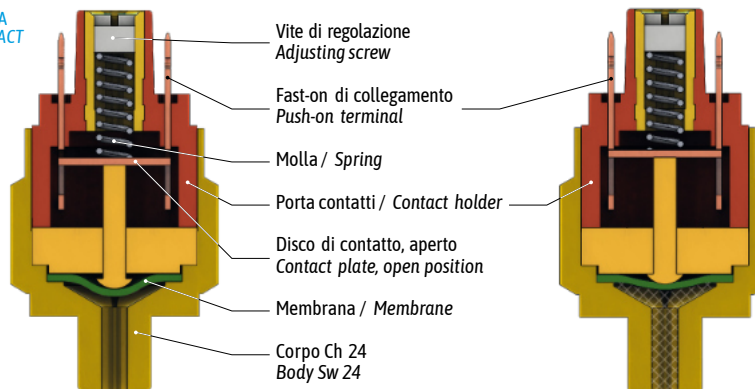 A
ACT
Vite di regolazione
Adjusting screw
Fast-on di collegamento
Push-on terminal
Molla / Spring
Porta contatti / Contact holder
Disco di contatto, aperto
Contact plate, open position
Membrana / Membrane
Corpo Ch 24
Body Sw 24